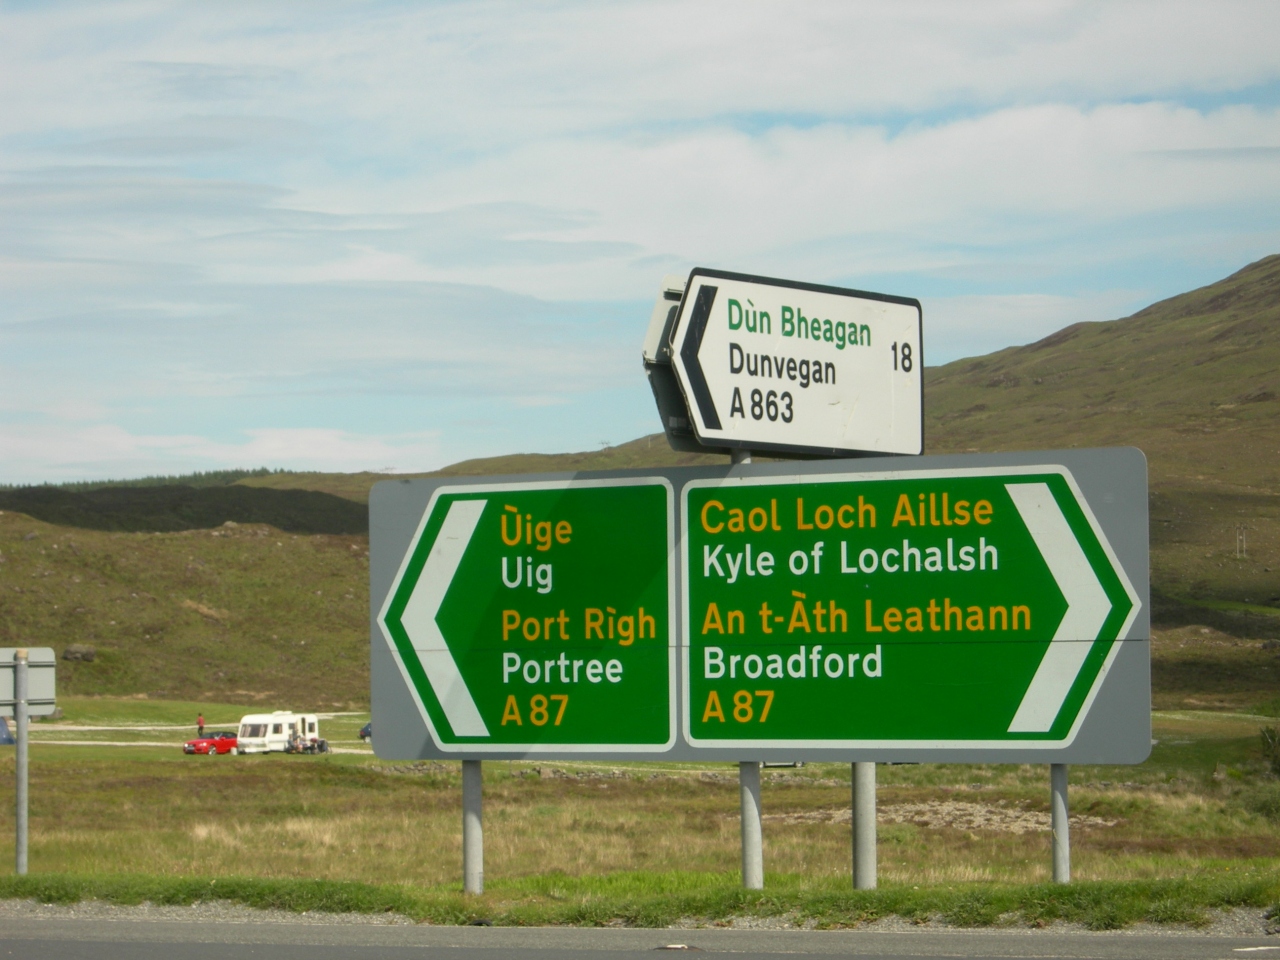 Dùn Bheagan
Dunvegan 18
A 863
Ùige
Uig
Port Rìgh
Portree
A 87
Caol Loch Aillse
Kyle of Lochalsh
An t-Àth Leathann
Broadford
A 87